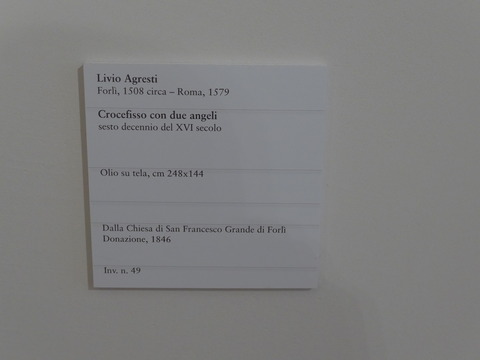 Livio Agresti
Forlì, 1508 circa – Roma, 1579
Crocefisso con due angeli
sesto decennio del XVI secolo
Olio su tela, cm 248x144
Dalla Chiesa di San Francesco Grande di Forlì
Donazione, 1846
Inv. n. 49